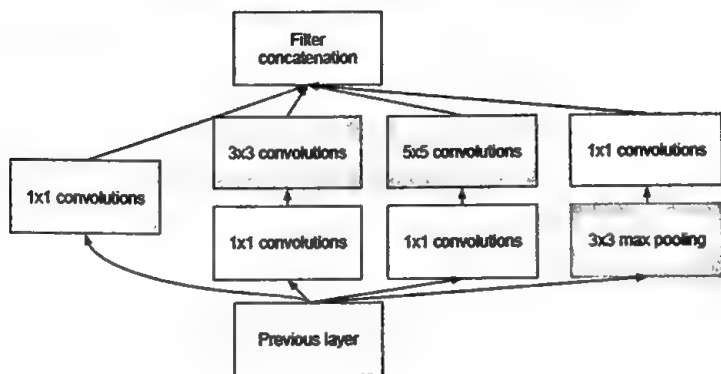 Filter
concatenation
3x3 convolutions
5x5 convolutions
1x1 convolutions
1x1 convolutions
1x1 convolutions
1x1 convolutions
3x3 max pooling
Previous layer